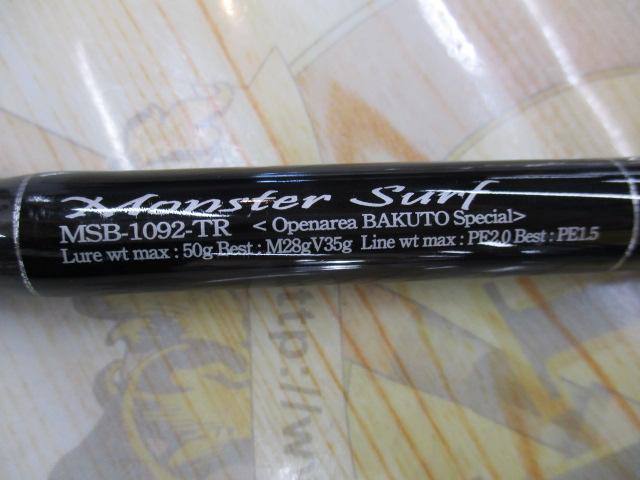 Monster Surf
MSB-1092-TR < Openarea BAKUTO Special>
Lure wt max : 50g Best : M28gV35g Line wt max : PE2.0 Best : PE1.5
http://w